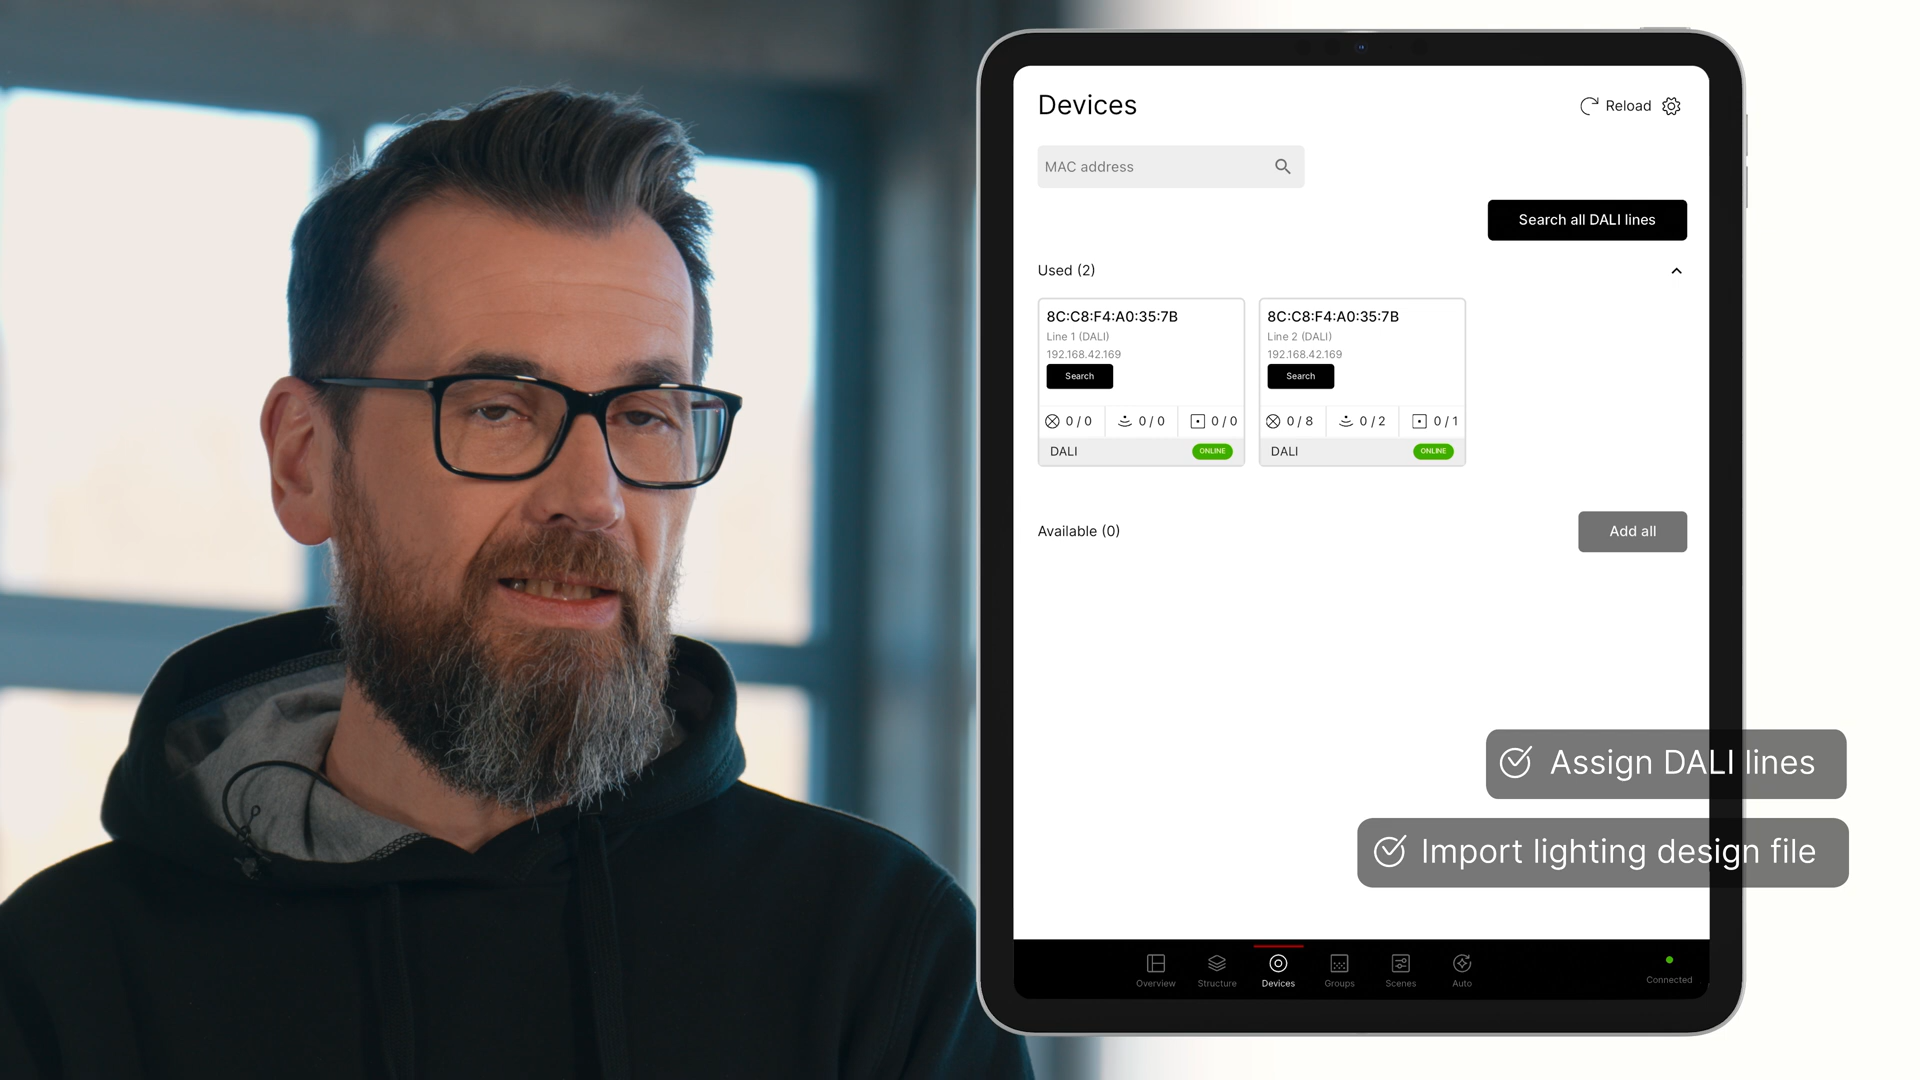 Devices
Reload
MAC address
Search all DALI lines
Used (2)
8C:C8:F4:A0:35:7B
Line 1 (DALI)
192.168.42.169
Search
0 / 0
0 / 0
0 / 0
DALI
ONLINE
8C:C8:F4:A0:35:7B
Line 2 (DALI)
192.168.42.169
Search
0 / 8
0 / 2
0 / 1
DALI
ONLINE
Available (0)
Add all
Assign DALI lines
Import lighting design file
Overview
Structure
Devices
Groups
Scenes
Auto
Connected